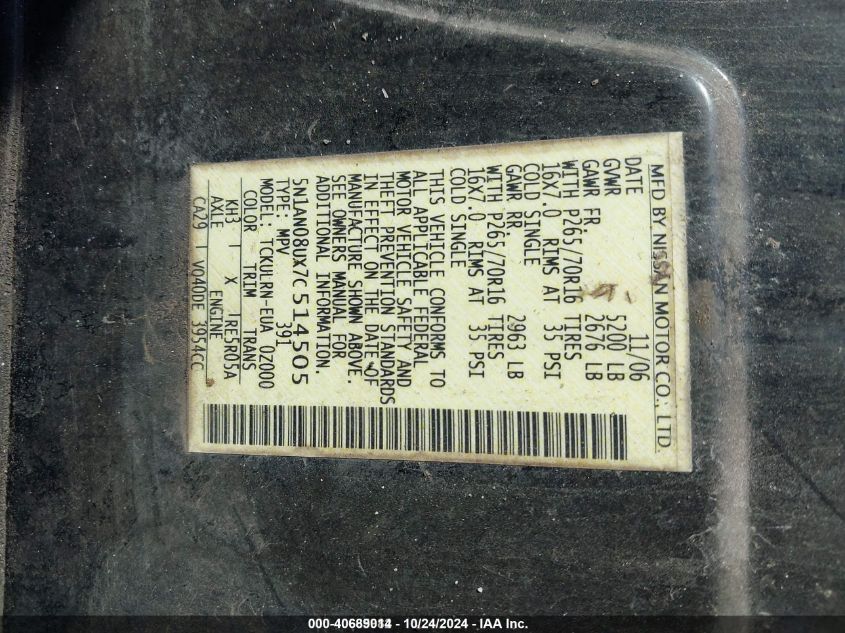 MFD BY NISSAN MOTOR CO., LTD.
DATE 11/06
GVWR 5200 LB
GAWR FR. 2676 LB
WITH P265/70R16 TIRES
16X7.0 RIMS AT 35 PSI
COLD SINGLE
GAWR RR. 2963 LB
WITH P265/70R16 TIRES
16X7.0 RIMS AT 35 PSI
COLD SINGLE
THIS VEHICLE CONFORMS TO
ALL APPLICABLE FEDERAL
MOTOR VEHICLE SAFETY AND
THEFT PREVENTION STANDARDS
IN EFFECT ON THE DATE OF
MANUFACTURE SHOWN ABOVE.
SEE OWNERS MANUAL FOR
ADDITIONAL INFORMATION.
5N1AN08UX7C514505
TYPE: MPV 391
MODEL: TCKULRN-EUA 0Z000
COLOR TRIM TRANS
KH3 X RE5R05A
AXLE ENGINE
CA29 VQ40DE 3954CC
10/24/2024 - IAA Inc.